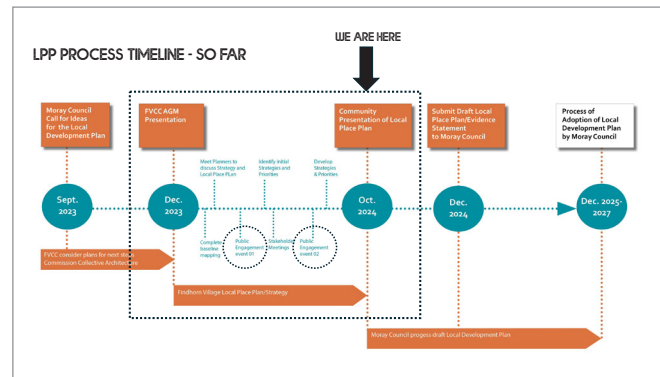 WE ARE HERE
LPP PROCESS TIMELINE - SO FAR
Moray Council
Call for Ideas
for the Local
Development Plan
FVCC AGM
Presentation
Community
Presentation of Local
Place Plan
Submit Draft Local
Place Plan/Evidence
Statement
to Moray Council
Process of
Adoption of Local
Development Plan
by Moray Council
Meet Planners to
discuss Strategy and
Local Place PLan
Identify initial
Strategies and
Priorities
Develop
Strategies
& Priorities
Sept.
2023
Dec.
2023
Oct.
2024
Dec.
2024
Dec. 2025-
2027
Complete
baseline
mapping
Public
Engagement
event 01
Stakeholder
Meetings
Public
Engagement
event 02
FVCC consider plans for next steps
Commission Collective Architecture
Findhorn Village Local Place Plan/Strategy
Moray Council progess draft Local Development Plan